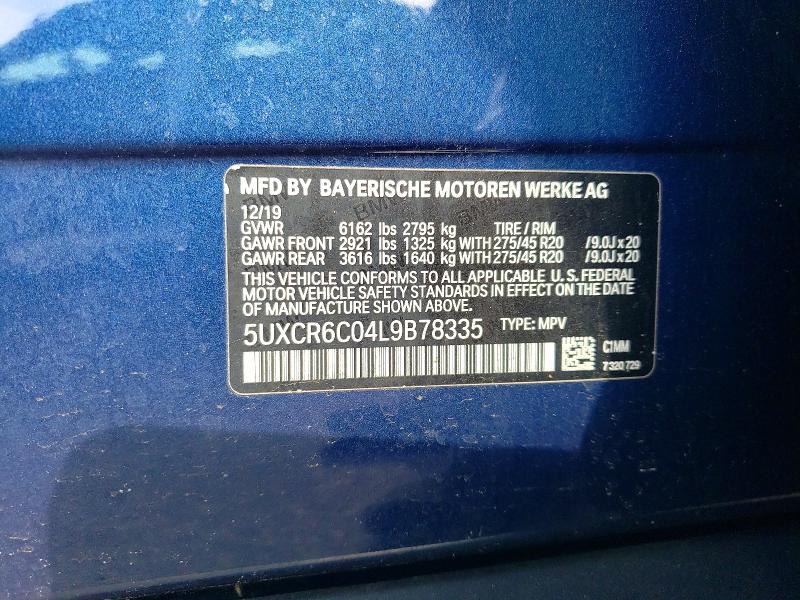 MFD BY BAYERISCHE MOTOREN WERKE AG
12/19
GVWR 6162 lbs 2795 kg TIRE / RIM
GAWR FRONT 2921 lbs 1325 kg WITH 275/45 R20 /9.0J x 20
GAWR REAR 3616 lbs 1640 kg WITH 275/45 R20 /9.0J x 20
THIS VEHICLE CONFORMS TO ALL APPLICABLE U.S. FEDERAL
MOTOR VEHICLE SAFETY STANDARDS IN EFFECT ON THE DATE
OF MANUFACTURE SHOWN ABOVE.
5UXCR6C04L9B78335 TYPE: MPV
C1MM
7 320 729